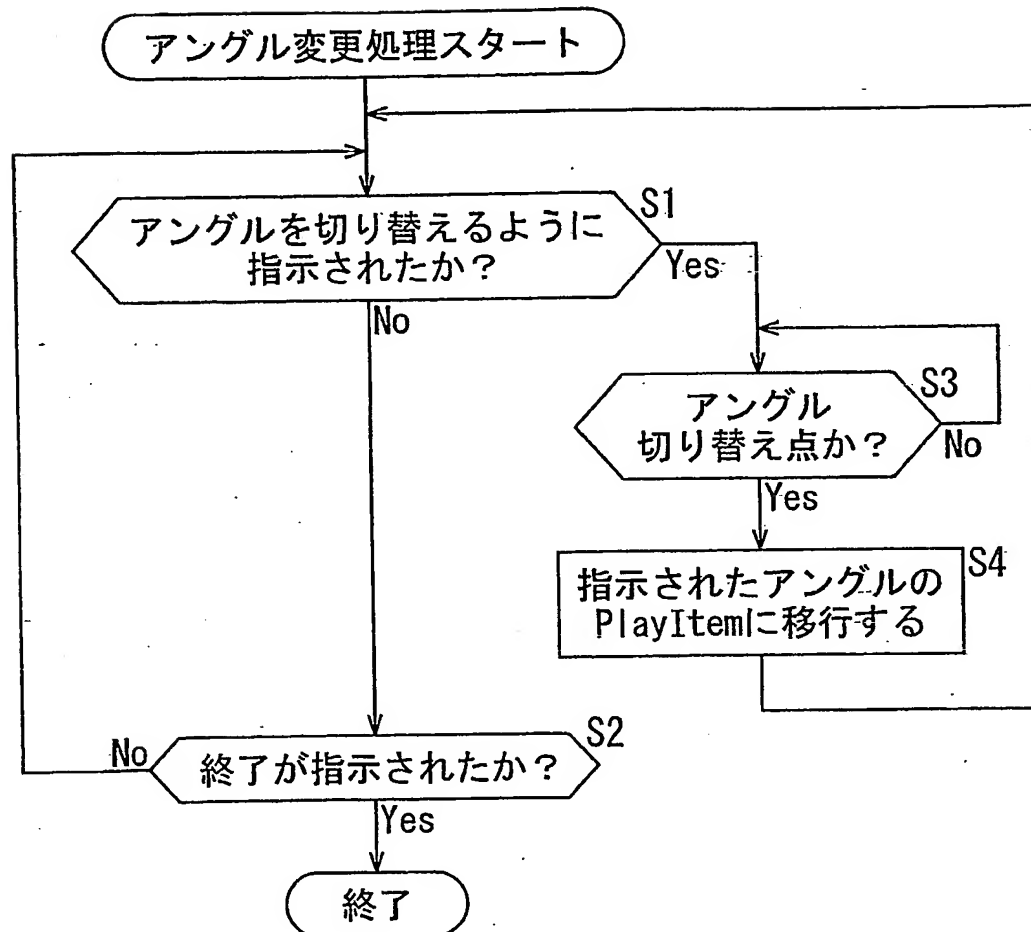 アングル変更処理スタート
S1
アングルを切り替えるように
指示されたか？
Yes
No
S3
アングル
切り替え点か？
No
Yes
S4
指示されたアングルの
PlayItemに移行する
S2
No
終了が指示されたか？
Yes
終了